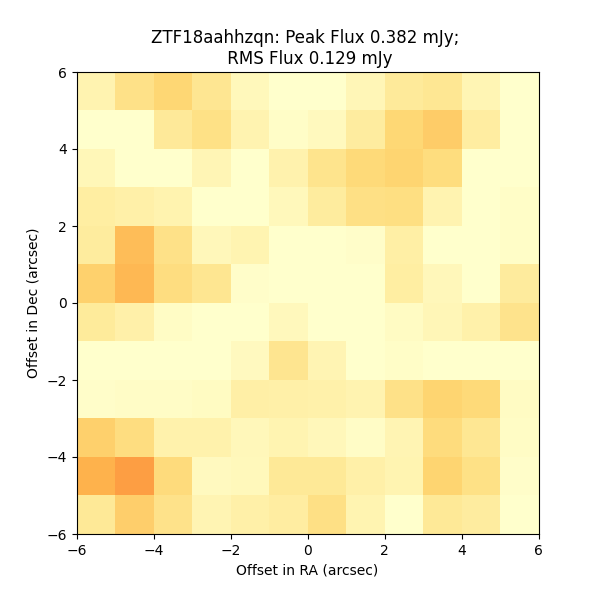 ZTF18aahhzqn: Peak Flux 0.382 mJy;
RMS Flux 0.129 mJy
6
4
2
0
−2
−4
−6
Offset in Dec (arcsec)
−6 −4 −2 0 2 4 6
Offset in RA (arcsec)